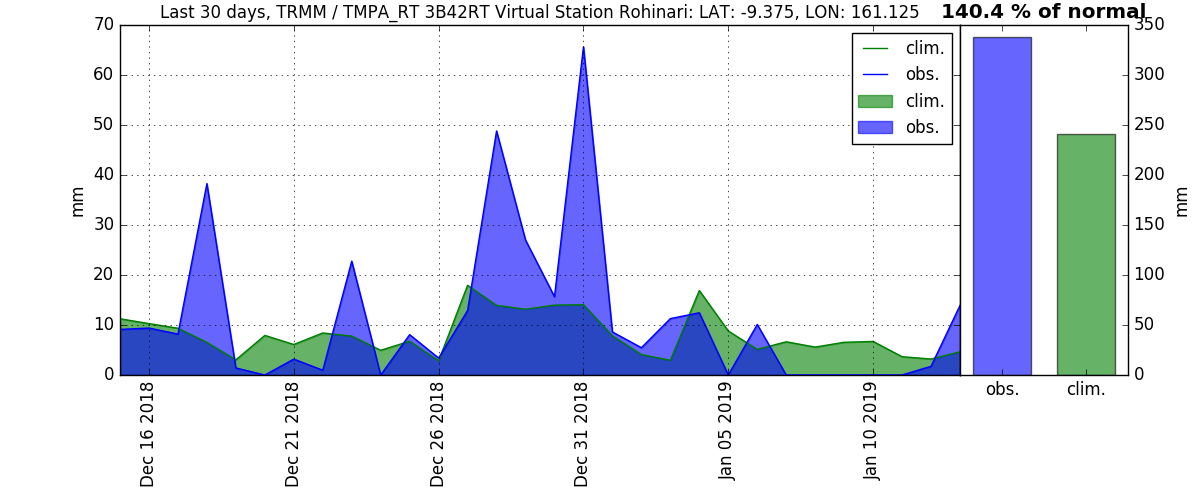 Last 30 days, TRMM / TMPA_RT 3B42RT Virtual Station Rohinari: LAT: -9.375, LON: 161.125
140.4 % of normal
70
60
50
40
30
20
10
0
mm
clim.
obs.
clim.
obs.
Dec 16 2018
Dec 21 2018
Dec 26 2018
Dec 31 2018
Jan 05 2019
Jan 10 2019
350
300
250
200
150
100
50
0
mm
obs.
clim.